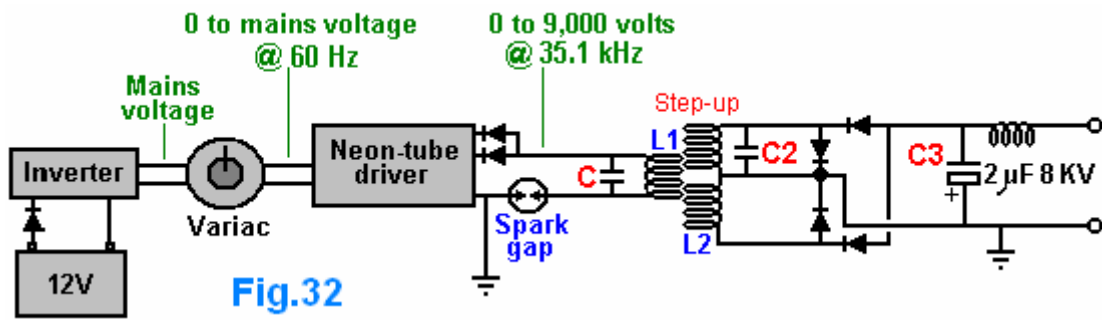 0 to mains voltage
@ 60 Hz
0 to 9,000 volts
@ 35.1 kHz
Mains
voltage
Step-up
L1
Inverter
Neon-tube
driver
C
C2
C3
2 µF 8 KV
+
Variac
Spark
gap
L2
12V
Fig.32